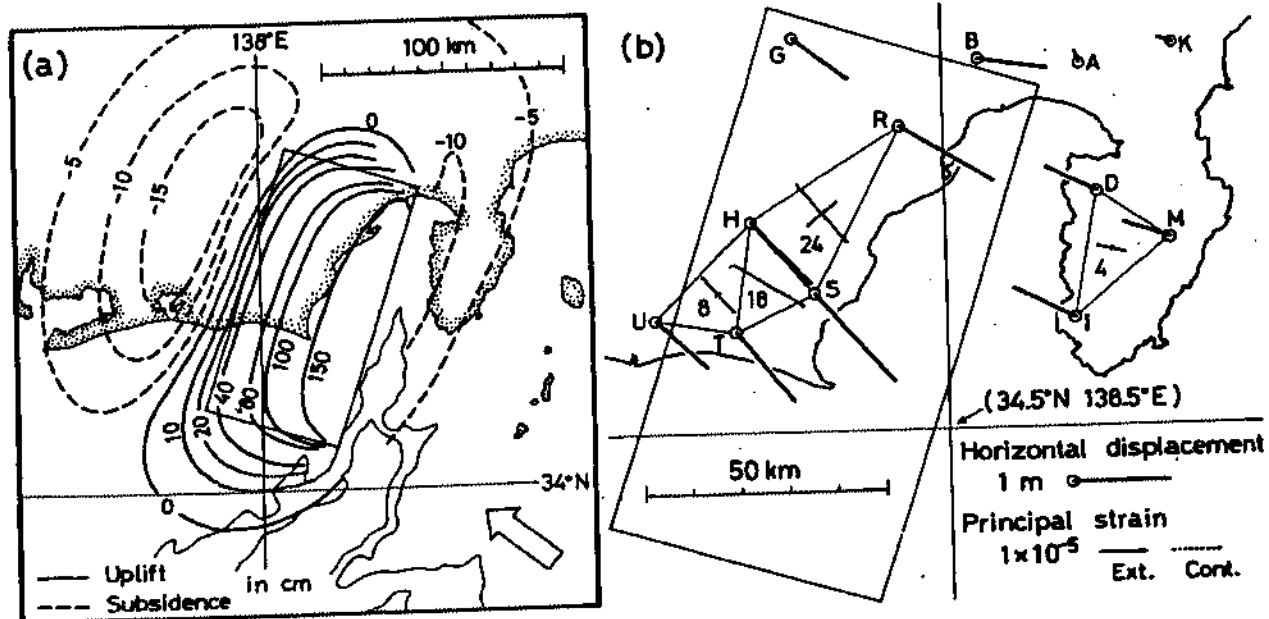 (a)
138°E
100 km
0
-5
-10
-15
-10
-5
10
20
40
80
100
150
0
34°N
Uplift
in cm
Subsidence
(b)
G
B
A
K
R
D
H
M
24
4
S
8
18
U
T
I
(34.5°N 138.5°E)
50 km
Horizontal displacement
1 m
Principal strain
1×10⁻⁵
Ext. Cont.